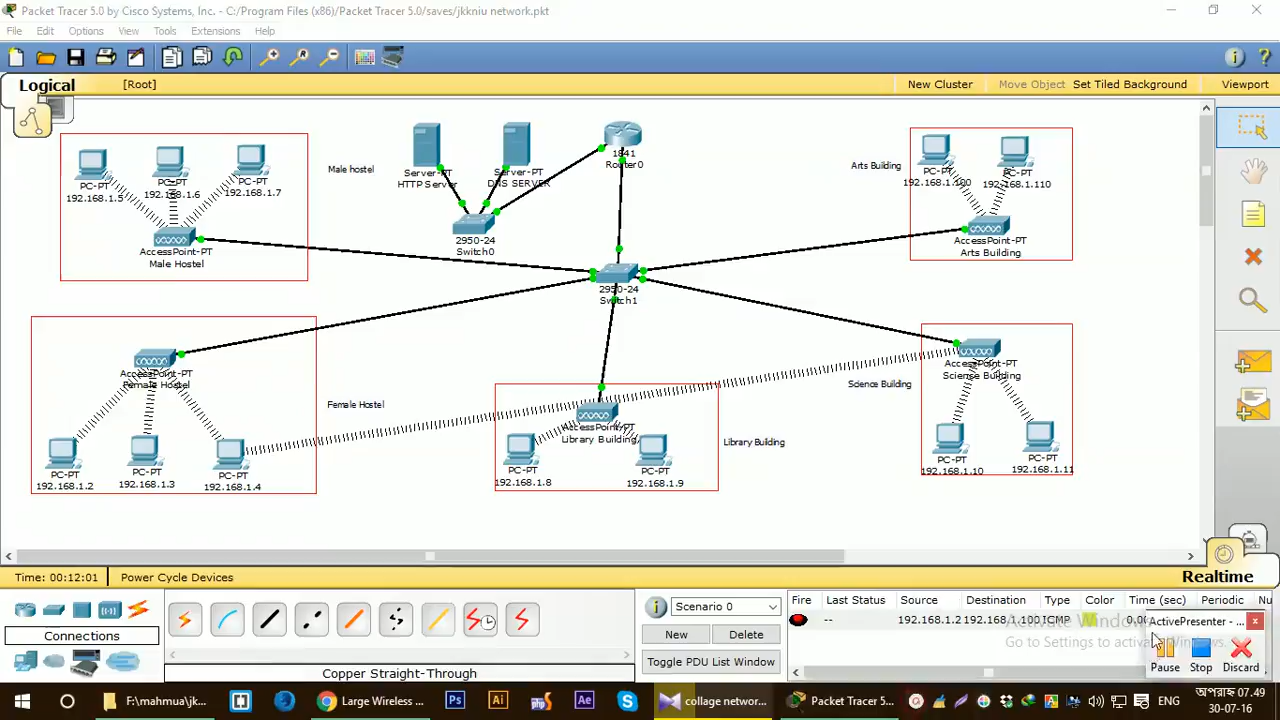 Packet Tracer 5.0 by Cisco Systems, Inc. - C:/Program Files (x86)/Packet Tracer 5.0/saves/jkkniu network.pkt
File Edit Options View Tools Extensions Help
Logical [Root] New Cluster Move Object Set Tiled Background Viewport
PC-PT
192.168.1.5
PC-PT
192.168.1.6
PC-PT
192.168.1.7
AccessPoint-PT
Male Hostel
Male hostel
Server-PT
HTTP Server
Server-PT
DNS SERVER
1841
Router0
2950-24
Switch0
2950-24
Switch1
Arts Building
PC-PT
192.168.1.100
PC-PT
192.168.1.110
AccessPoint-PT
Arts Building
AccessPoint-PT
Female Hostel
Female Hostel
PC-PT
192.168.1.2
PC-PT
192.168.1.3
PC-PT
192.168.1.4
AccessPoint-PT
Library Building
Library Building
PC-PT
192.168.1.8
PC-PT
192.168.1.9
AccessPoint-PT
Science Building
Science Building
PC-PT
192.168.1.10
PC-PT
192.168.1.11
Time: 00:12:01 Power Cycle Devices
Realtime
Connections
Copper Straight-Through
Scenario 0
New Delete
Toggle PDU List Window
Fire Last Status Source Destination Type Color Time (sec) Periodic Nu
-- 192.168.1.2 192.168.1.100 ICMP 0.00
Activate Windows
Go to Settings to activate Windows.
ActivePresenter - ...
Pause Stop Discard
F:\mahmua\jk...
Large Wireless ...
Ps
Ai
Ae
collage networ...
Packet Tracer 5...
অপরাহ্ন 07.49
30-07-16